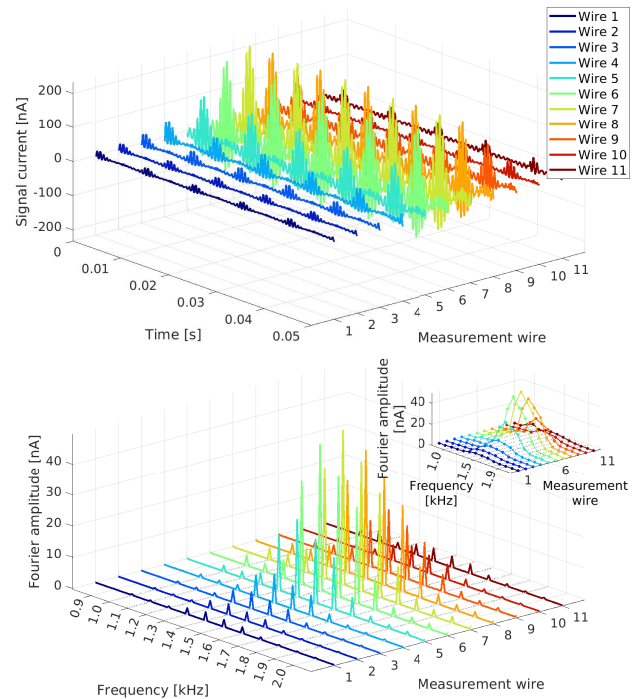 Wire 1
Wire 2
Wire 3
Wire 4
Wire 5
Wire 6
Wire 7
Wire 8
Wire 9
Wire 10
Wire 11
Signal current [nA]
200
100
0
-100
-200
0
0.01
0.02
0.03
0.04
0.05
Time [s]
1
2
3
4
5
6
7
8
9
10
11
Measurement wire
Fourier amplitude
[nA]
40
20
0
1.0
1.5
1.9
Frequency
[kHz]
1
6
11
Measurement
wire
Fourier amplitude [nA]
40
30
20
10
0
0.9
1.0
1.1
1.2
1.3
1.4
1.5
1.6
1.7
1.8
1.9
2.0
Frequency [kHz]
1
2
3
4
5
6
7
8
9
10
11
Measurement wire